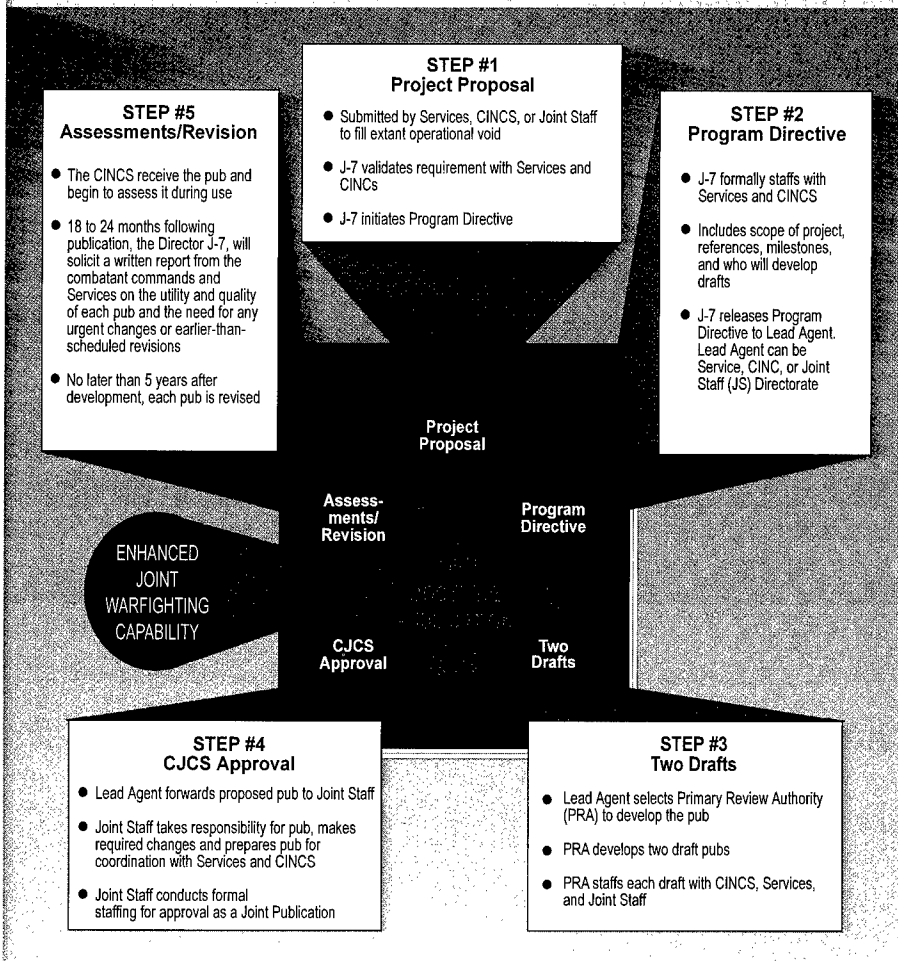 STEP #1
Project Proposal
● Submitted by Services, CINCS, or Joint Staff
to fill extant operational void
● J-7 validates requirement with Services and
CINCs
● J-7 initiates Program Directive
STEP #5
Assessments/Revision
● The CINCS receive the pub and
begin to assess it during use
● 18 to 24 months following
publication, the Director J-7, will
solicit a written report from the
combatant commands and
Services on the utility and quality
of each pub and the need for any
urgent changes or earlier-than-
scheduled revisions
● No later than 5 years after
development, each pub is revised
STEP #2
Program Directive
● J-7 formally staffs with
Services and CINCS
● Includes scope of project,
references, milestones,
and who will develop
drafts
● J-7 releases Program
Directive to Lead Agent.
Lead Agent can be
Service, CINC, or Joint
Staff (JS) Directorate
Project
Proposal
Assess-
ments/
Revision
Program
Directive
ENHANCED
JOINT
WARFIGHTING
CAPABILITY
CJCS
Approval
Two
Drafts
STEP #4
CJCS Approval
● Lead Agent forwards proposed pub to Joint Staff
● Joint Staff takes responsibility for pub, makes
required changes and prepares pub for
coordination with Services and CINCS
● Joint Staff conducts formal
staffing for approval as a Joint Publication
STEP #3
Two Drafts
● Lead Agent selects Primary Review Authority
(PRA) to develop the pub
● PRA develops two draft pubs
● PRA staffs each draft with CINCS, Services,
and Joint Staff